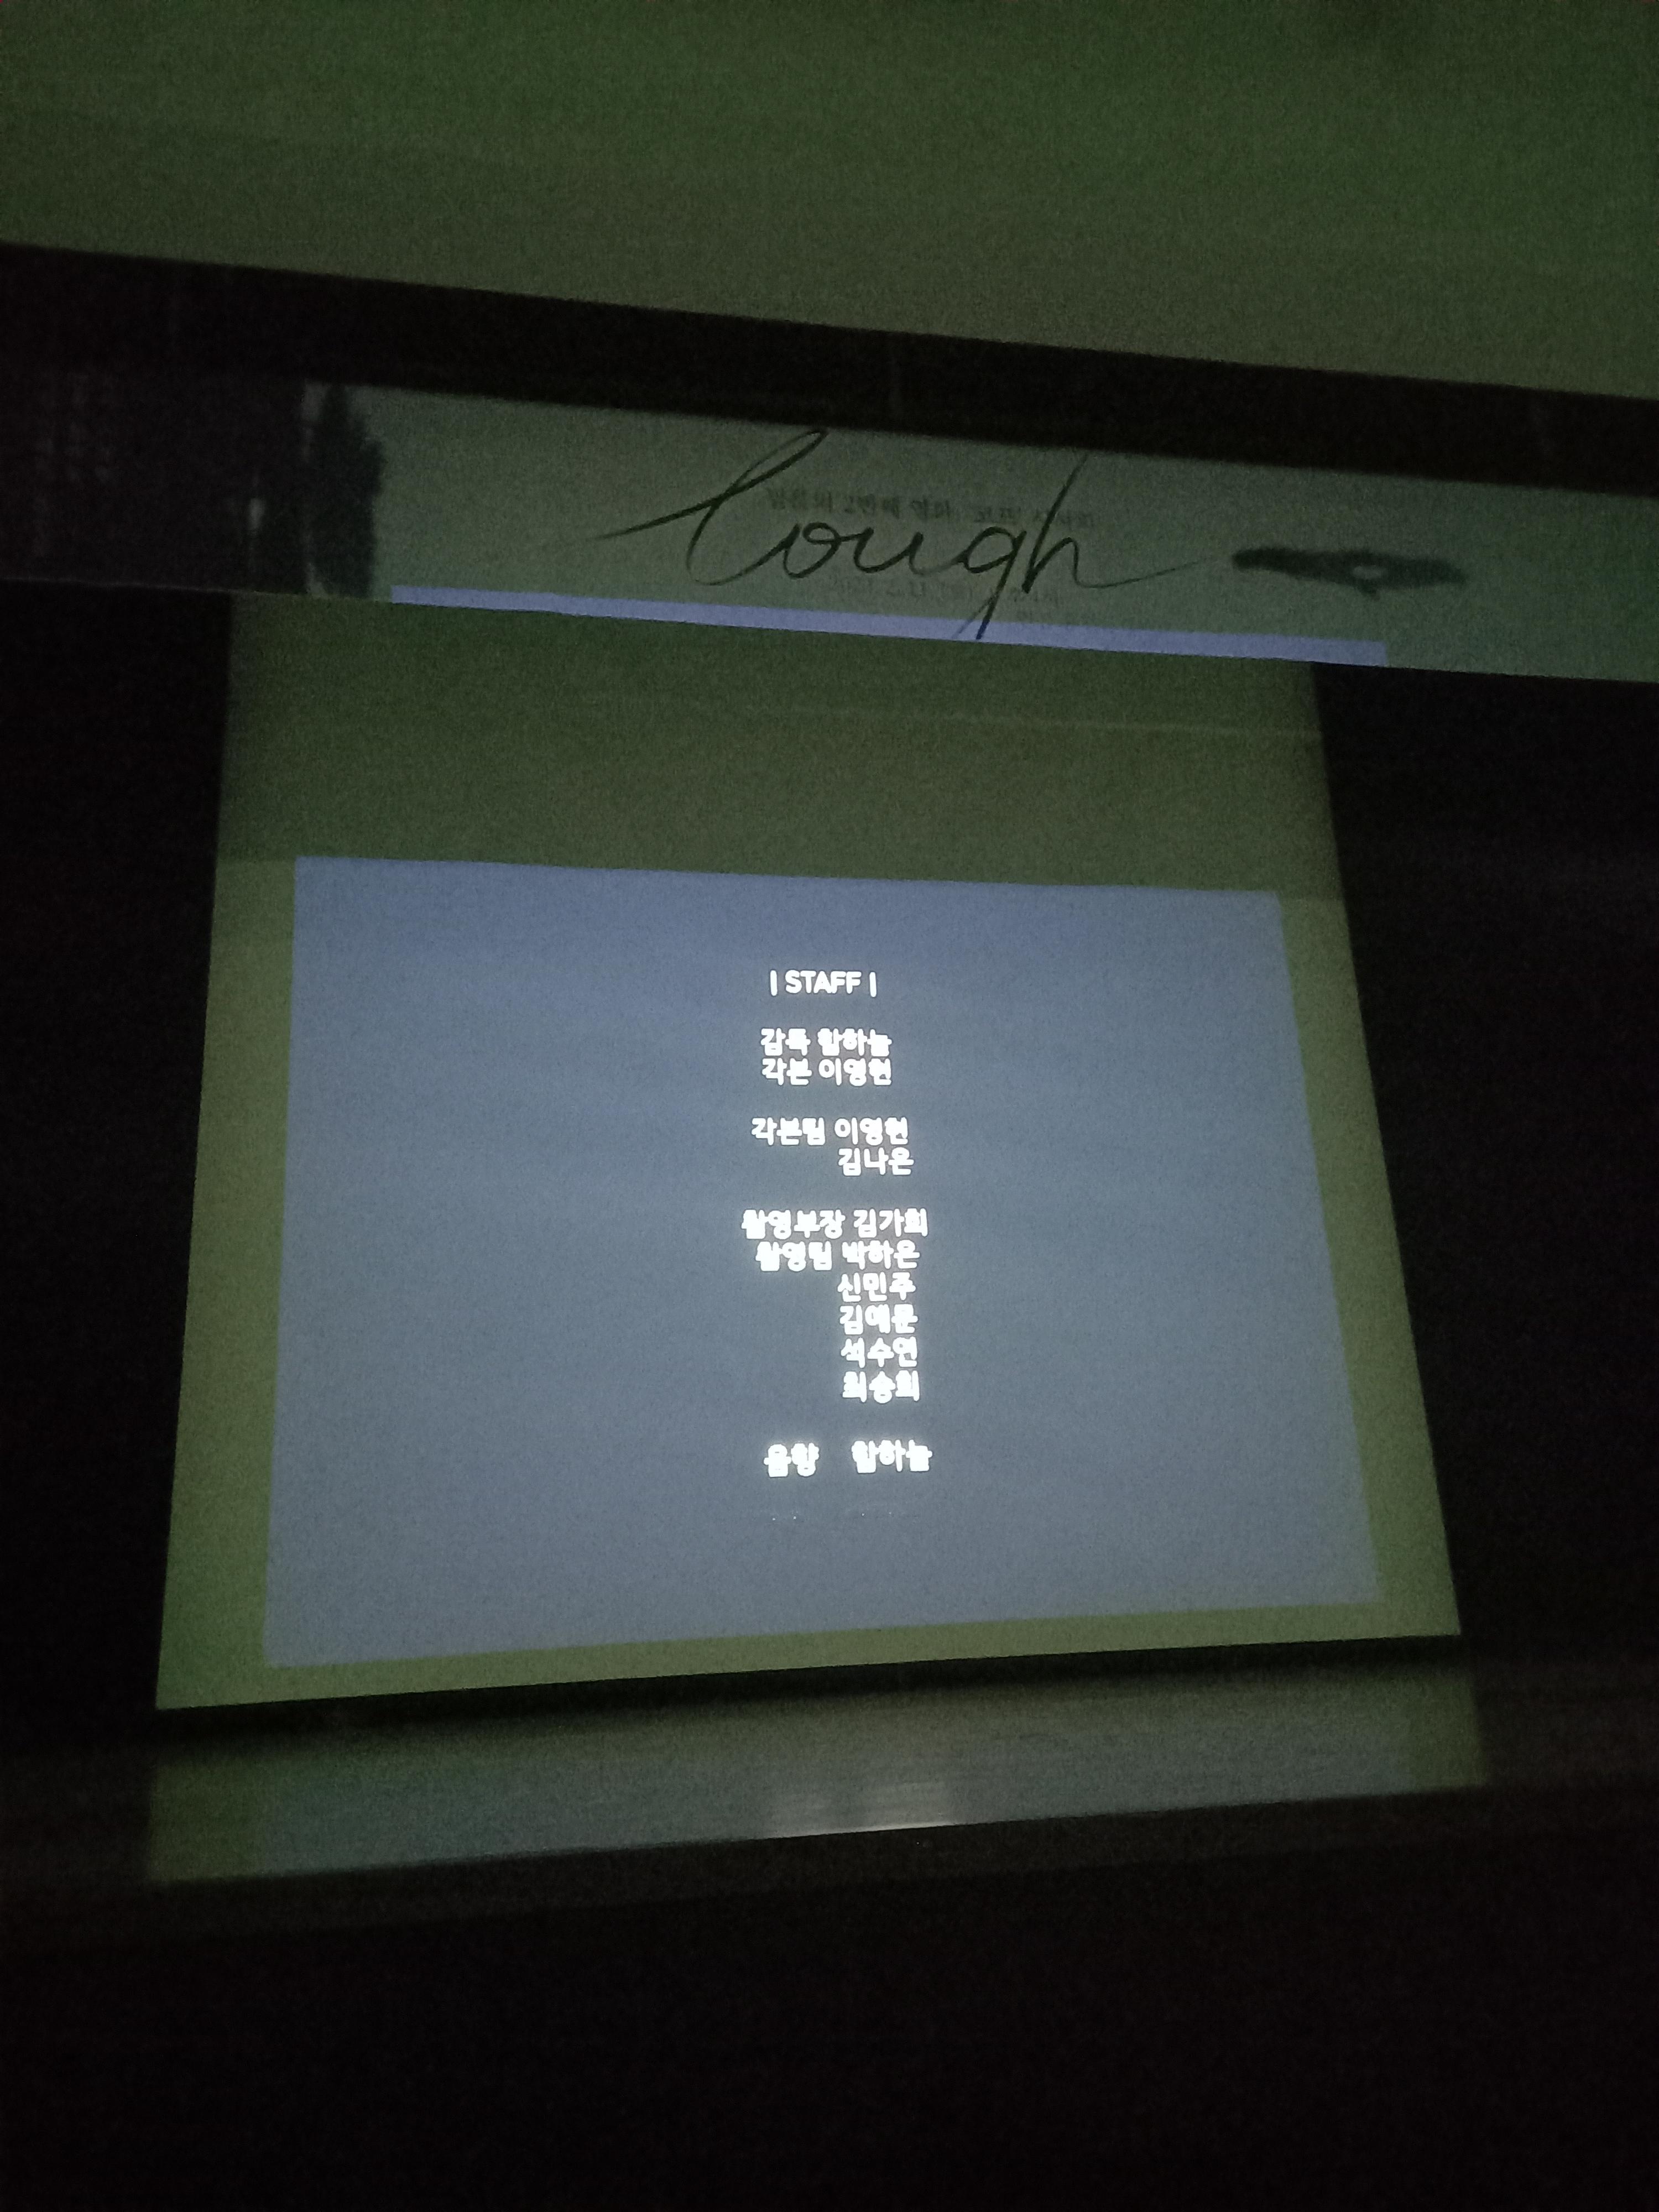 Cough
| STAFF |
감독 함하늘
각본 이영현
각본팀 이영현
김나은
촬영부장 김가희
촬영팀 박하은
신민주
김예문
석수연
최승희
음향 함하늘